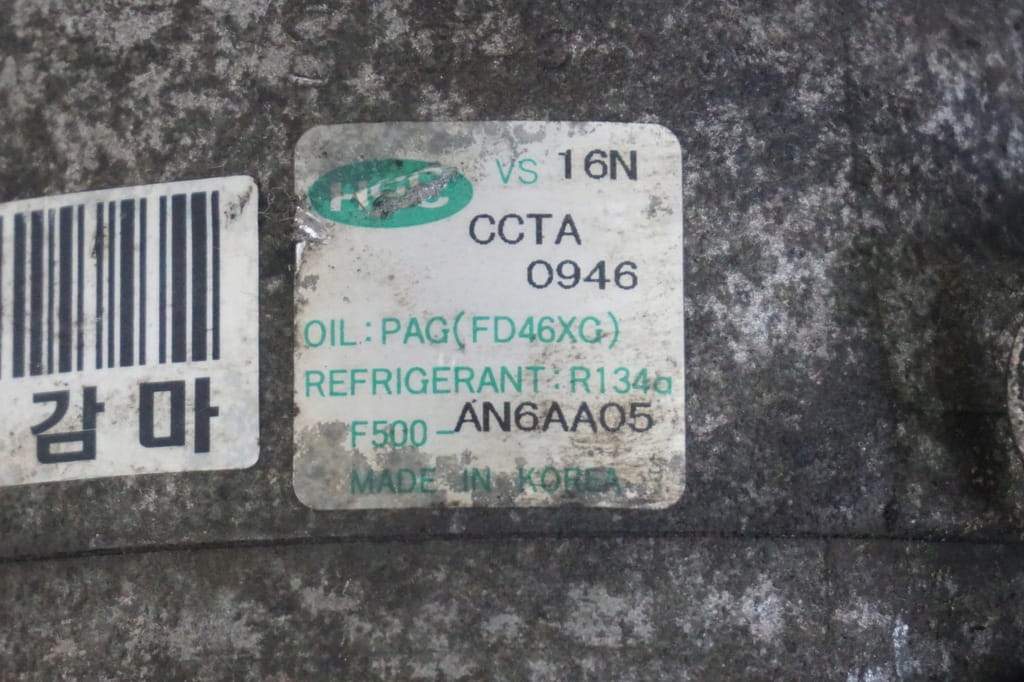 감마
VS 16N
CCTA
0946
OIL:PAG(FD46XG)
REFRIGERANT:R134a
F500-AN6AA05
MADE IN KOREA